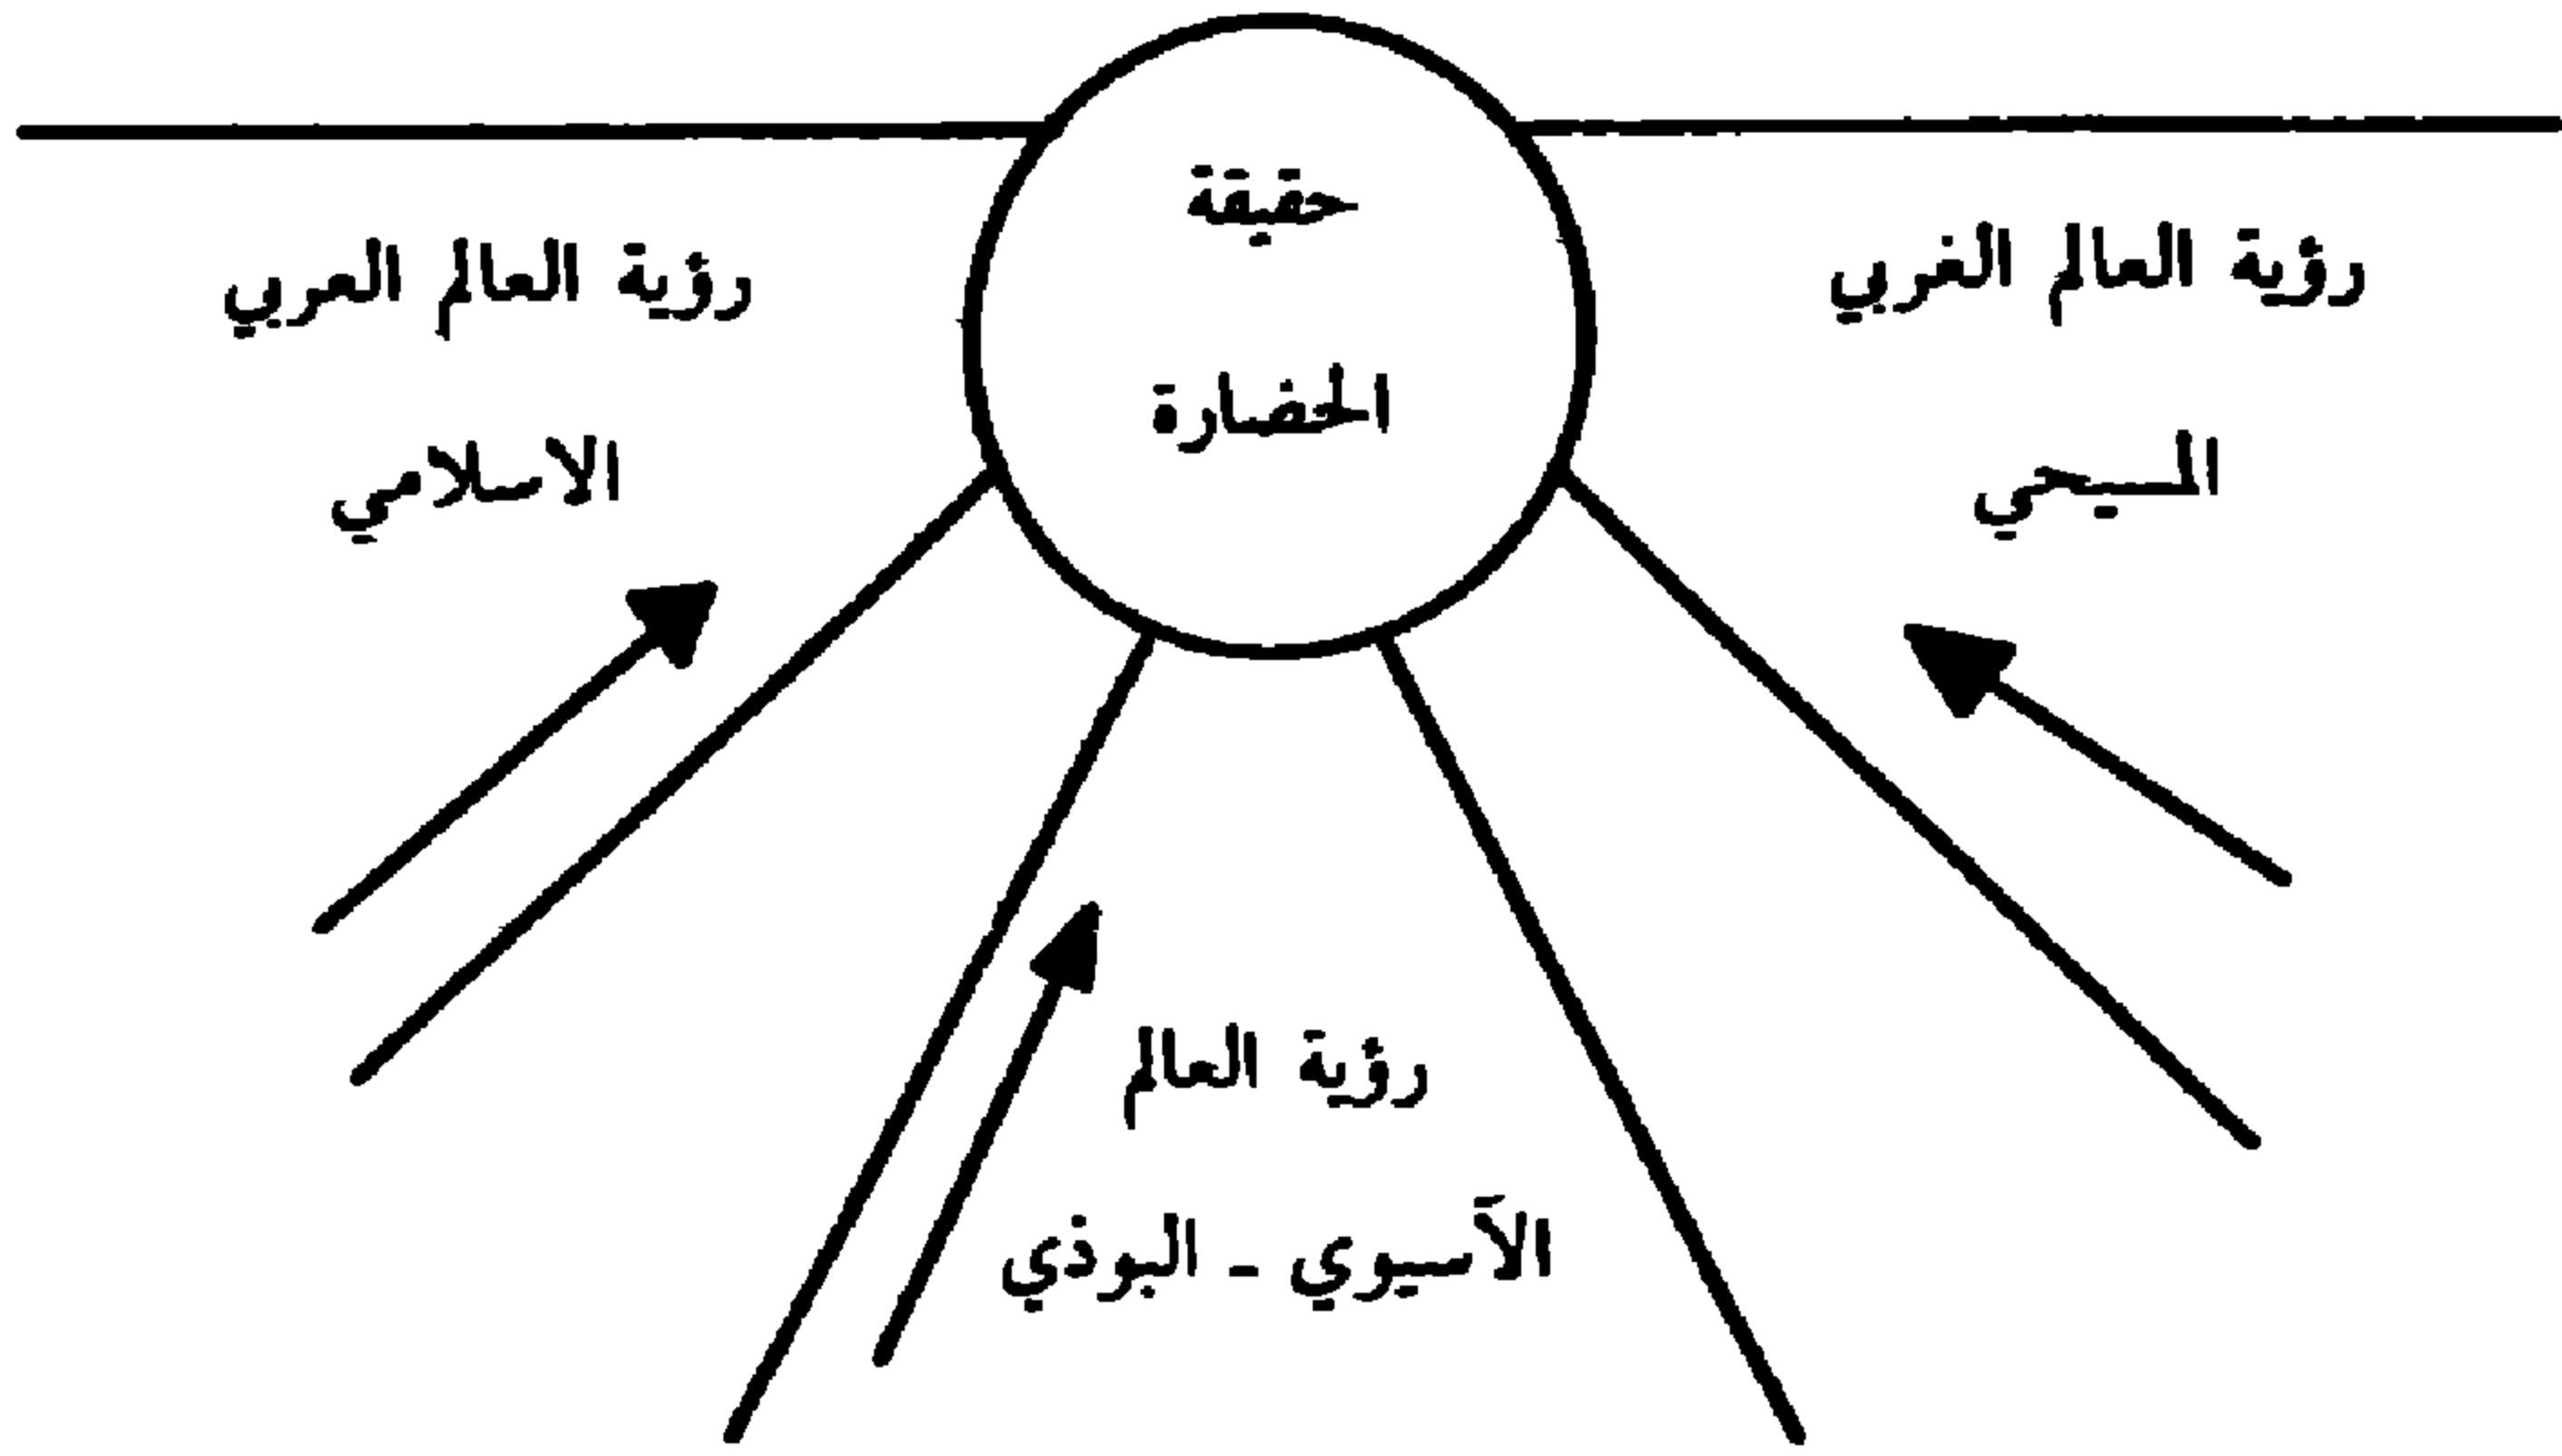 حقيقة
الحضارة
رؤية العالم الغربي
المسيحي
رؤية العالم العربي
الاسلامي
رؤية العالم
الآسيوي - البوذي